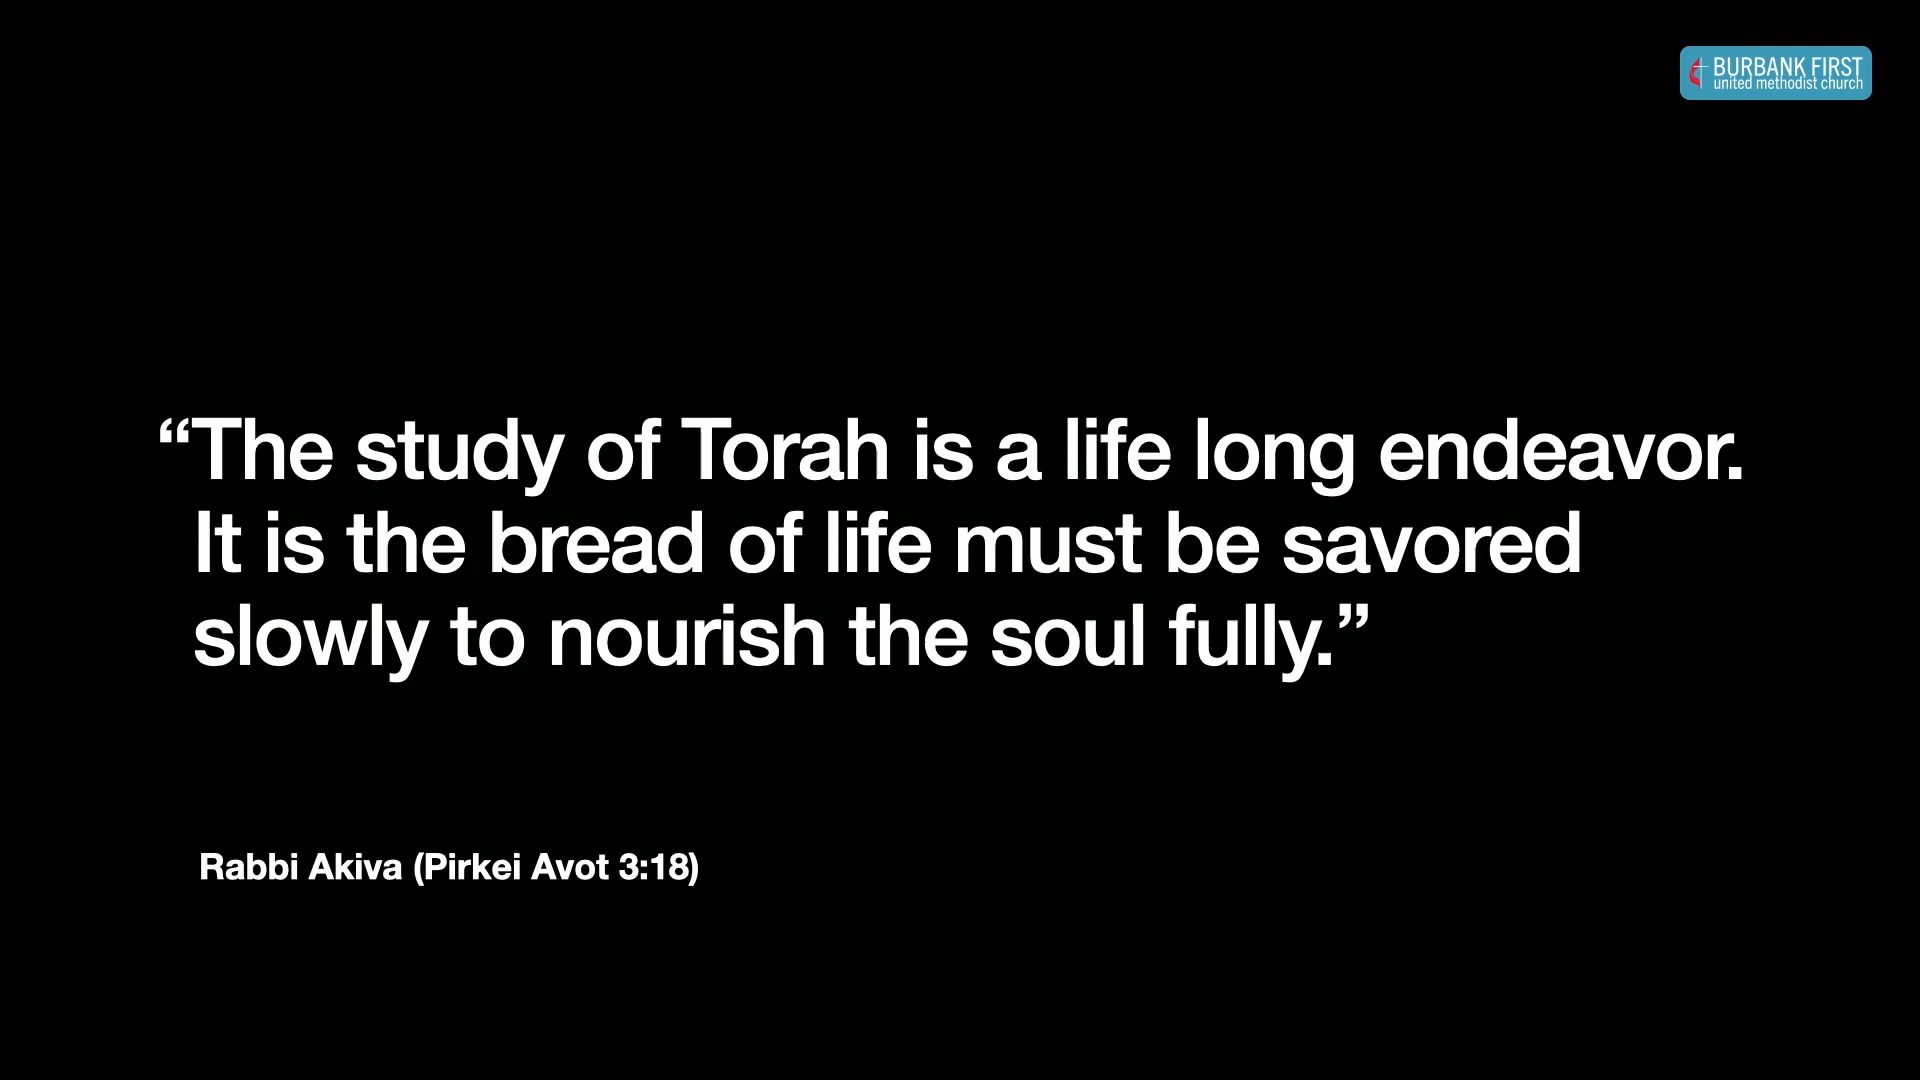 BURBANK FIRST
united methodist church
“The study of Torah is a life long endeavor.
It is the bread of life must be savored
slowly to nourish the soul fully.”
Rabbi Akiva (Pirkei Avot 3:18)